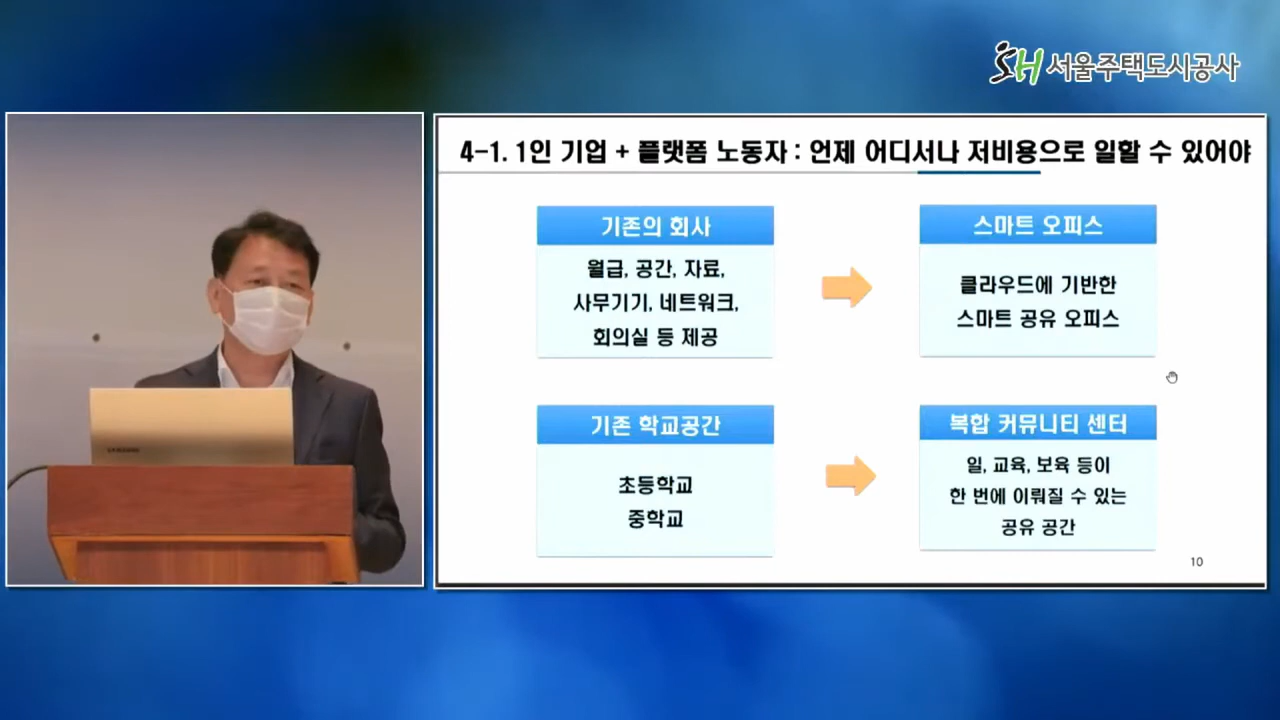 SH 서울주택도시공사
4-1. 1인 기업 + 플랫폼 노동자 : 언제 어디서나 저비용으로 일할 수 있어야
기존의 회사
월급, 공간, 자료,
사무기기, 네트워크,
회의실 등 제공
스마트 오피스
클라우드에 기반한
스마트 공유 오피스
기존 학교공간
초등학교
중학교
복합 커뮤니티 센터
일, 교육, 보육 등이
한 번에 이뤄질 수 있는
공유 공간
10
SAMSUNG